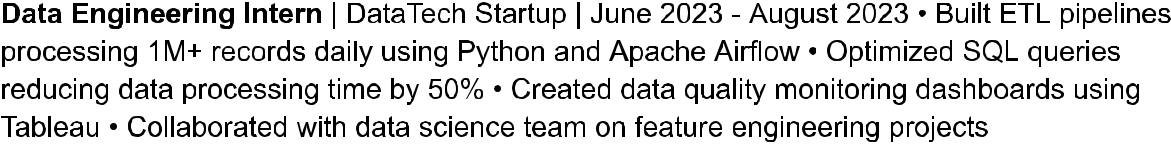 Data Engineering Intern | DataTech Startup | June 2023 - August 2023 • Built ETL pipelines
processing 1M+ records daily using Python and Apache Airflow • Optimized SQL queries
reducing data processing time by 50% • Created data quality monitoring dashboards using
Tableau • Collaborated with data science team on feature engineering projects